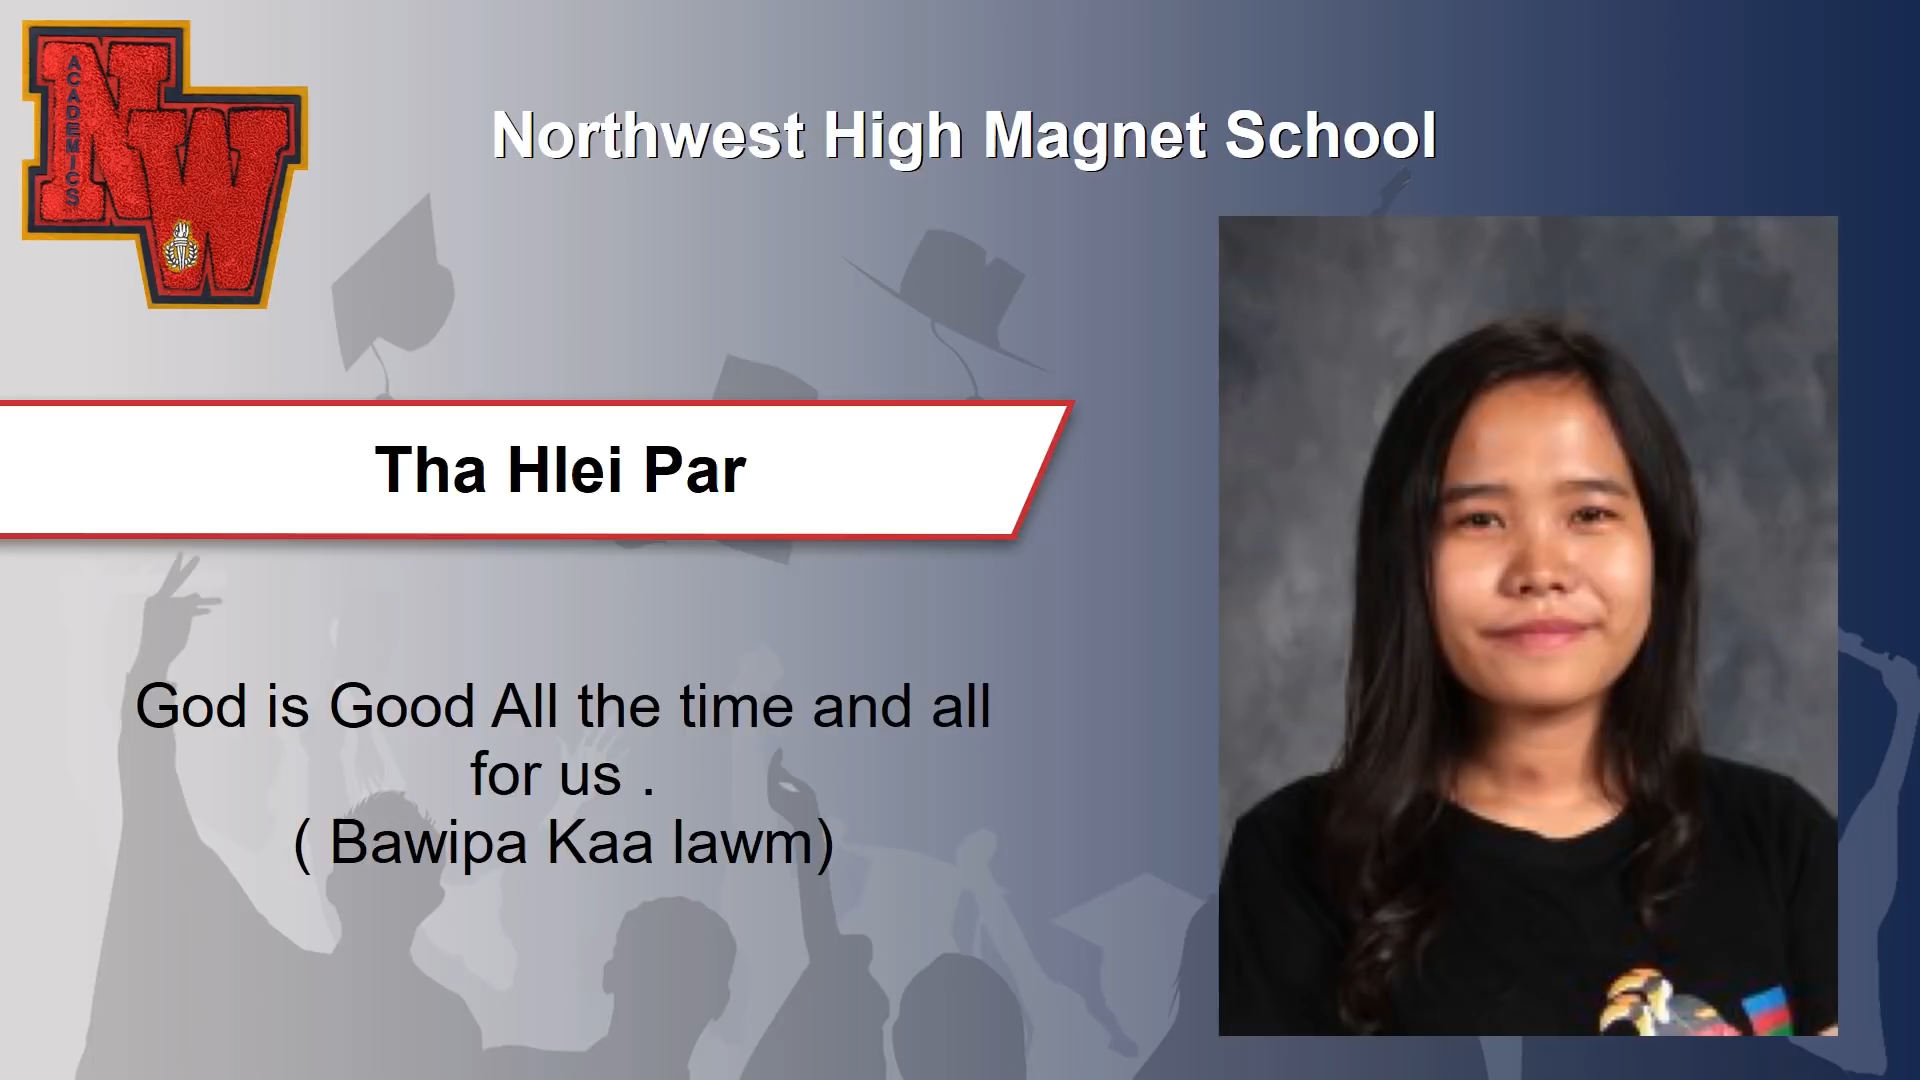 ACADEMICS
NW
Northwest High Magnet School
Tha Hlei Par
God is Good All the time and all
for us .
( Bawipa Kaa lawm)